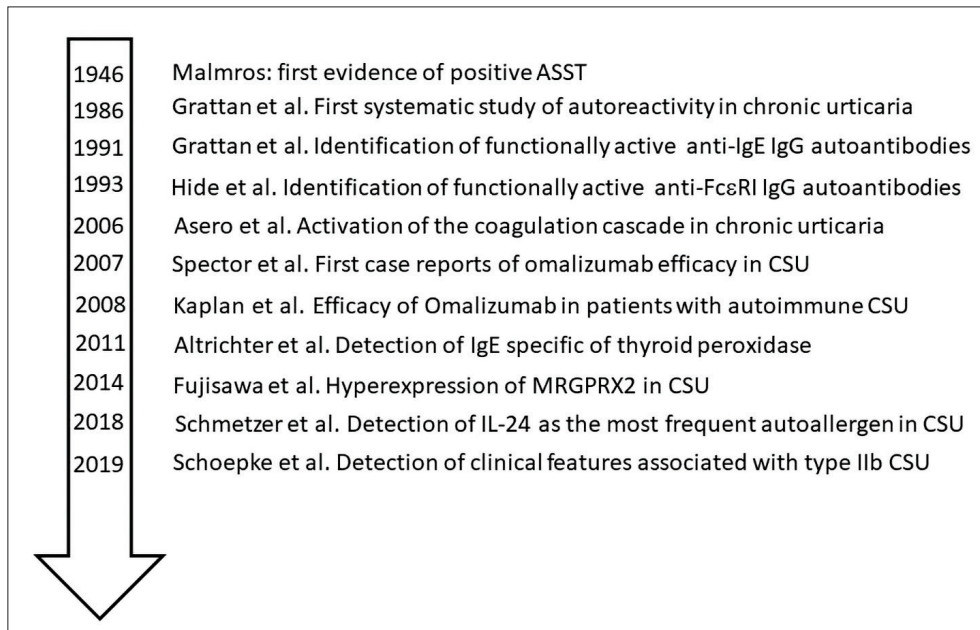 1946 Malmros: first evidence of positive ASST
1986 Grattan et al. First systematic study of autoreactivity in chronic urticaria
1991 Grattan et al. Identification of functionally active anti-IgE IgG autoantibodies
1993 Hide et al. Identification of functionally active anti-FcεRI IgG autoantibodies
2006 Asero et al. Activation of the coagulation cascade in chronic urticaria
2007 Spector et al. First case reports of omalizumab efficacy in CSU
2008 Kaplan et al. Efficacy of Omalizumab in patients with autoimmune CSU
2011 Altrichter et al. Detection of IgE specific of thyroid peroxidase
2014 Fujisawa et al. Hyperexpression of MRGPRX2 in CSU
2018 Schmetzer et al. Detection of IL-24 as the most frequent autoallergen in CSU
2019 Schoepke et al. Detection of clinical features associated with type IIb CSU